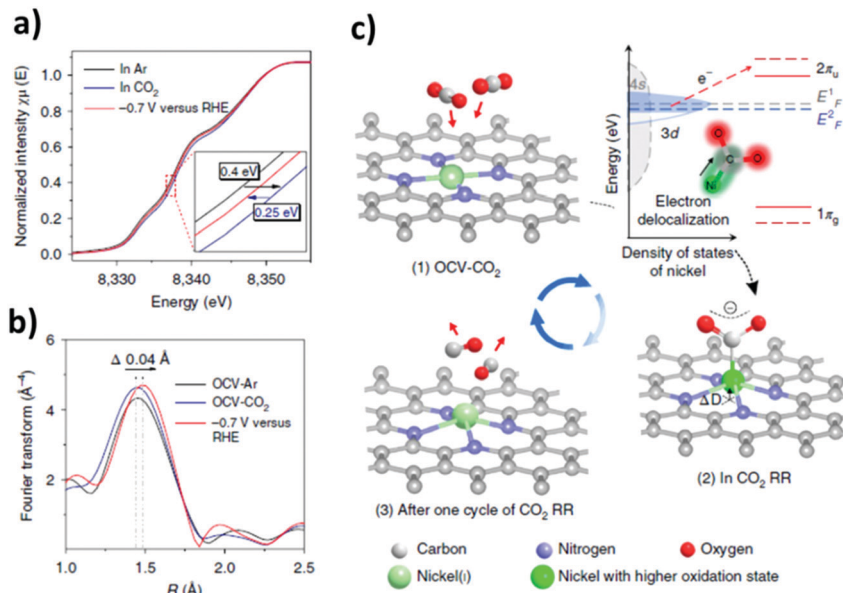 a)
In Ar
In CO₂
−0.7 V versus RHE
0.4 eV
0.25 eV
Normalized intensity χμ (E)
1.0
0.8
0.6
0.4
0.2
0.0
8,330
8,340
8,350
Energy (eV)
b)
Δ 0.04 Å
OCV-Ar
OCV-CO₂
−0.7 V versus RHE
Fourier transform (Å⁻⁴)
6
4
2
0
1.0
1.5
2.0
2.5
R (Å)
c)
(1) OCV-CO₂
Energy (eV)
4s
3d
e⁻
2πᵤ
E¹F
E²F
C
O
O
Ni
Electron
delocalization
1πg
Density of states
of nickel
⊖
ΔD
(2) In CO₂ RR
(3) After one cycle of CO₂ RR
Carbon
Nitrogen
Oxygen
Nickel(I)
Nickel with higher oxidation state